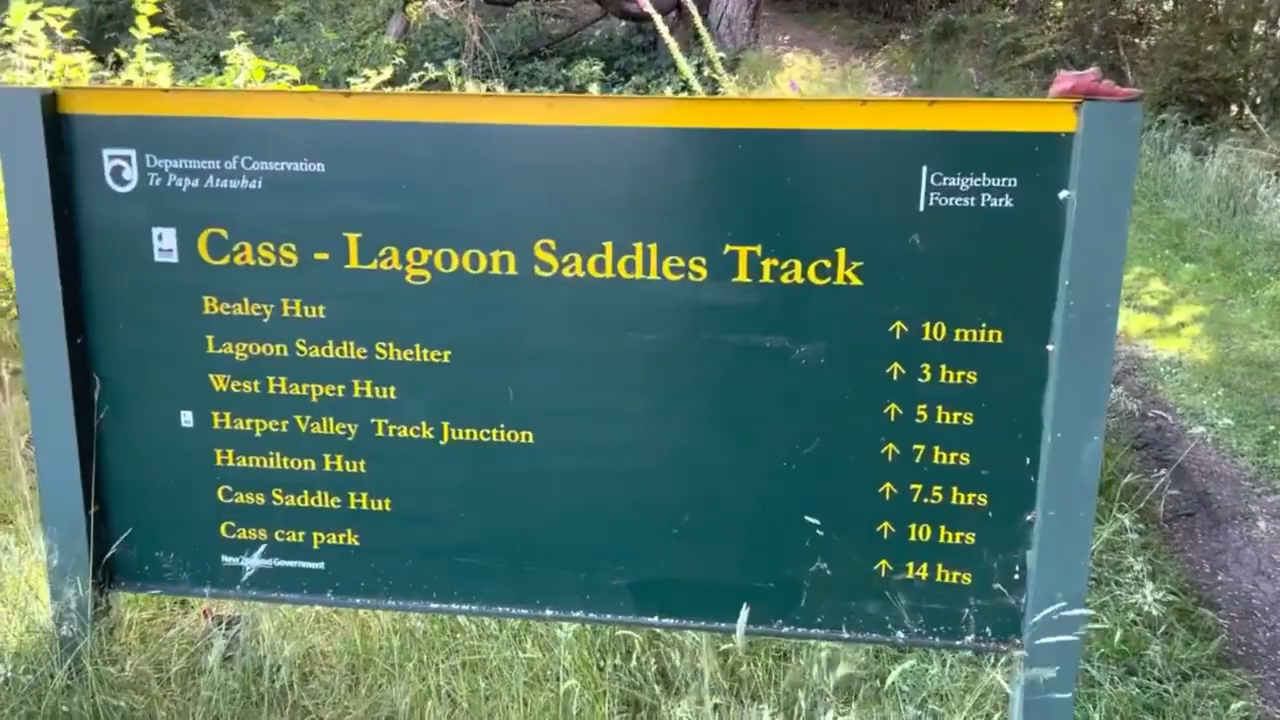 Department of Conservation
Te Papa Atawhai
Craigieburn
Forest Park
Cass - Lagoon Saddles Track
Bealey Hut ↑ 10 min
Lagoon Saddle Shelter ↑ 3 hrs
West Harper Hut ↑ 5 hrs
Harper Valley Track Junction ↑ 7 hrs
Hamilton Hut ↑ 7.5 hrs
Cass Saddle Hut ↑ 10 hrs
Cass car park ↑ 14 hrs
New Zealand Government